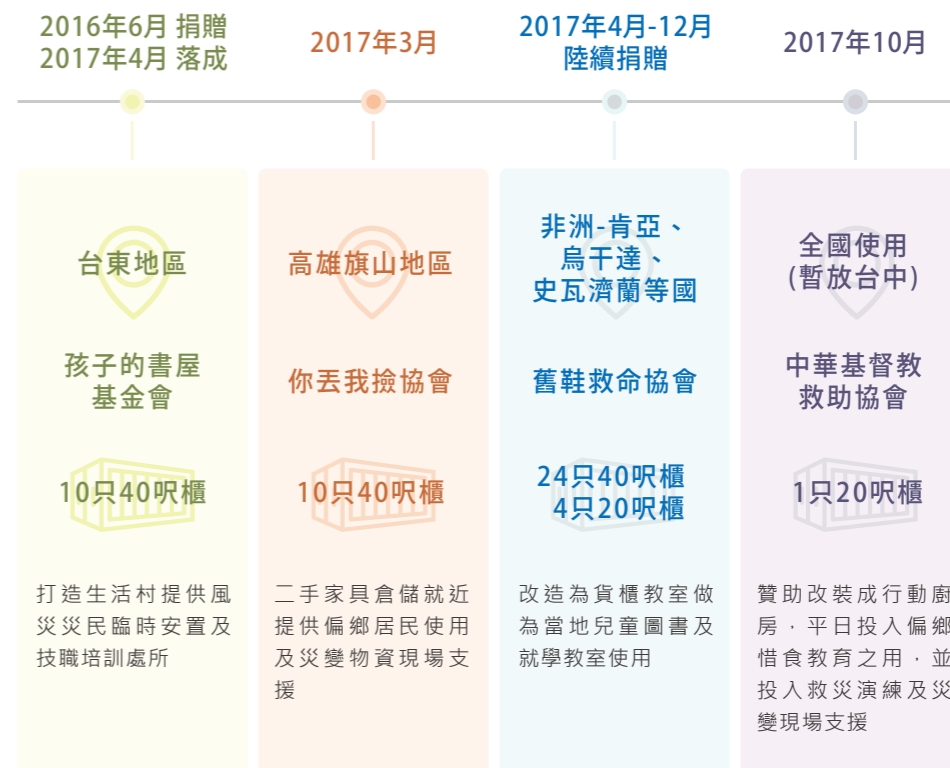 2016年6月 捐贈
2017年4月 落成
台東地區
孩子的書屋
基金會
10只40呎櫃
打造生活村提供風
災災民臨時安置及
技職培訓處所
2017年3月
高雄旗山地區
你丟我撿協會
10只40呎櫃
二手家具倉儲就近
提供偏鄉居民使用
及災變物資現場支
援
2017年4月-12月
陸續捐贈
非洲-肯亞、
烏干達、
史瓦濟蘭等國
舊鞋救命協會
24只40呎櫃
4只20呎櫃
改造為貨櫃教室做
為當地兒童圖書及
就學教室使用
2017年10月
全國使用
(暫放台中)
中華基督教
救助協會
1只20呎櫃
贊助改裝成行動廚
房，平日投入偏鄉
惜食教育之用，並
投入救災演練及災
變現場支援